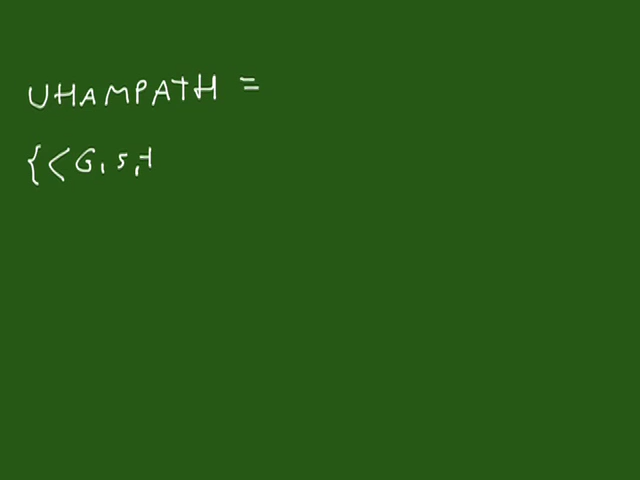 UHAMPATH =
{<G, s, t